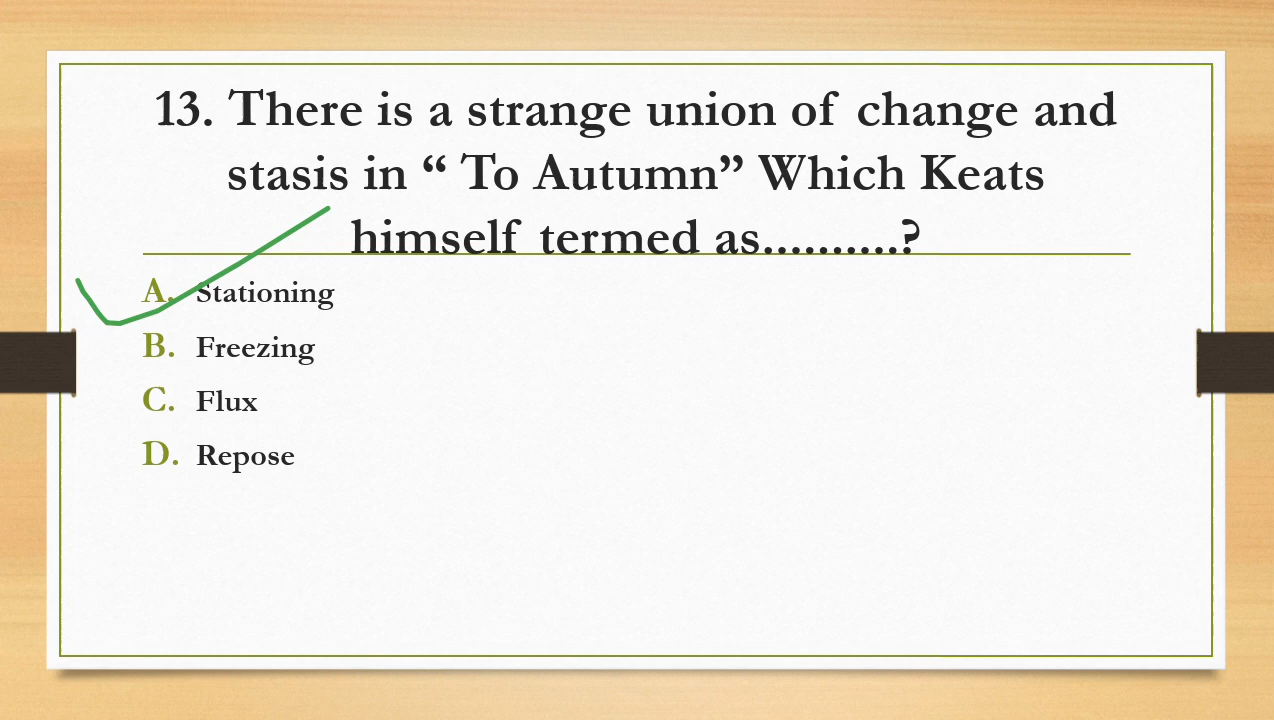 13. There is a strange union of change and
stasis in “ To Autumn” Which Keats
himself termed as..........?
A. Stationing
B. Freezing
C. Flux
D. Repose